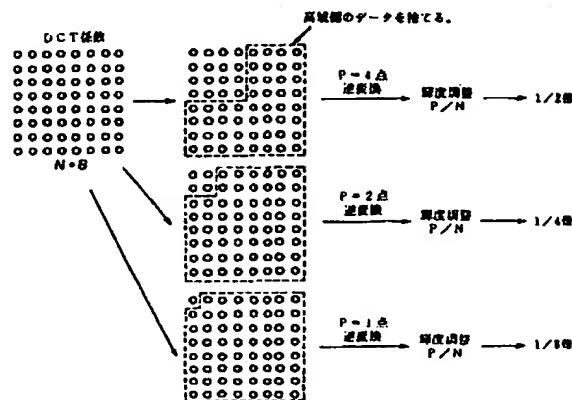 高域側のデータを捨てる。
DCT係数
N=8
P=4点
逆変換
輝度調整
P/N
1/2倍
P=2点
逆変換
輝度調整
P/N
1/4倍
P=1点
逆変換
輝度調整
P/N
1/8倍